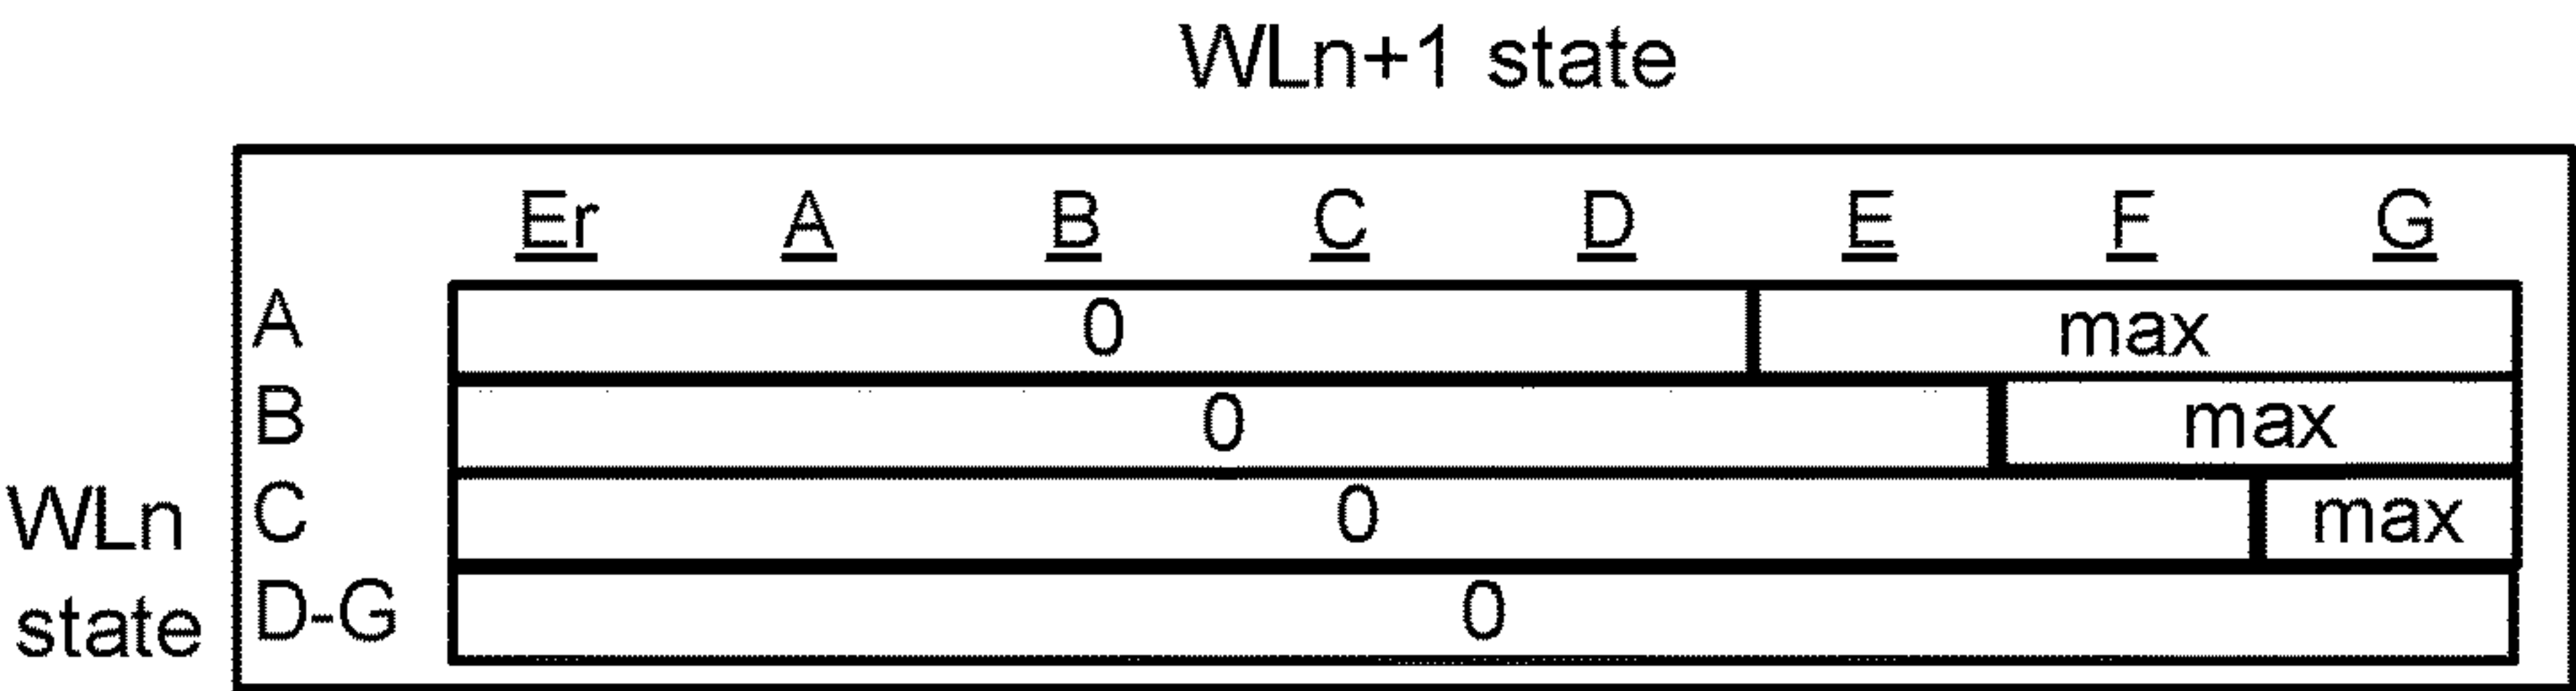 WLn+1 state
Er A B C D E F G
A 0 max
B 0 max
C 0 max
D-G 0
WLn
state